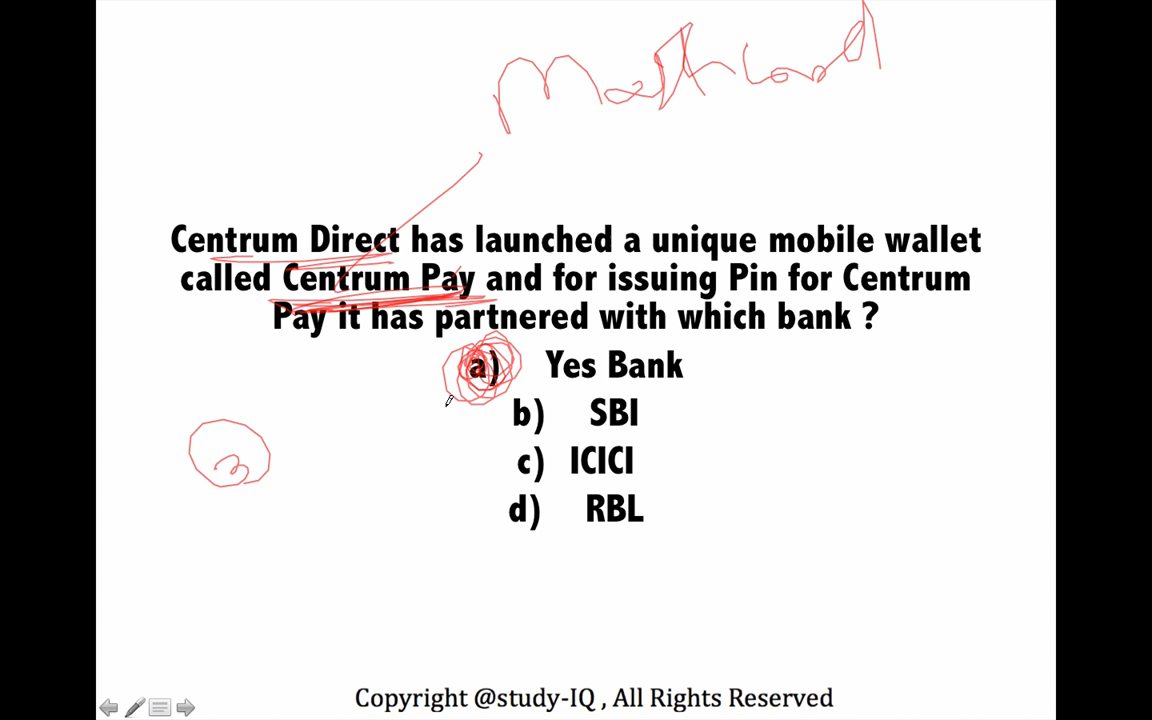 Centrum Direct has launched a unique mobile wallet
called Centrum Pay and for issuing Pin for Centrum
Pay it has partnered with which bank ?
a) Yes Bank
b) SBI
c) ICICI
d) RBL
3
Copyright @study-IQ , All Rights Reserved